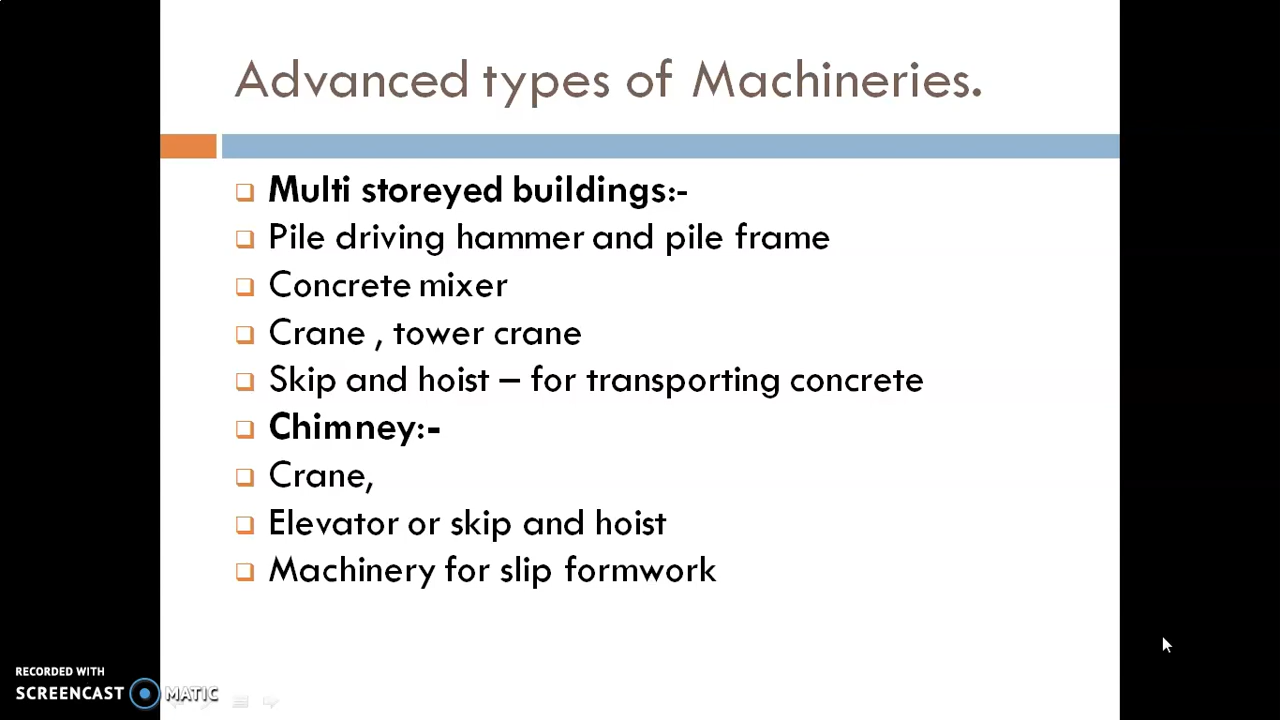 Advanced types of Machineries.
Multi storeyed buildings:-
Pile driving hammer and pile frame
Concrete mixer
Crane , tower crane
Skip and hoist – for transporting concrete
Chimney:-
Crane,
Elevator or skip and hoist
Machinery for slip formwork
RECORDED WITH
SCREENCAST MATIC